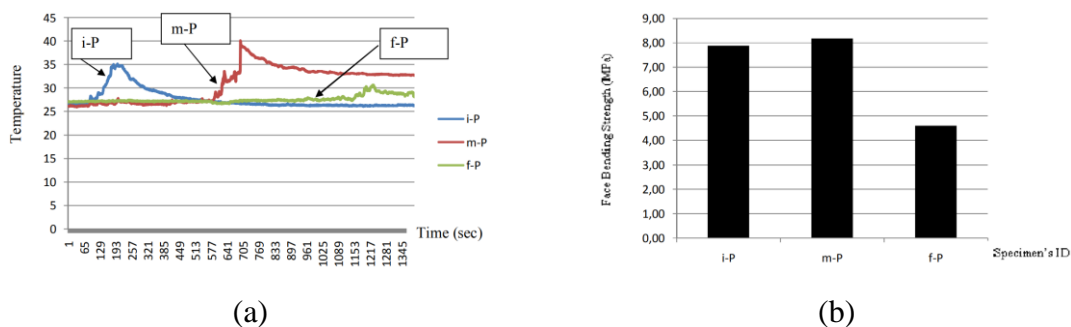 45
40
35
30
25
20
15
10
5
0
Temperature
i-P
m-P
f-P
i-P
m-P
f-P
1 65 129 193 257 321 385 449 513 577 641 705 769 833 897 961 1025 1089 1153 1217 1281 1345
Time (sec)
(a)
9,00
8,00
7,00
6,00
5,00
4,00
3,00
2,00
1,00
0,00
Face Bending Strength (MPa)
i-P m-P f-P
Specimen's ID
(b)